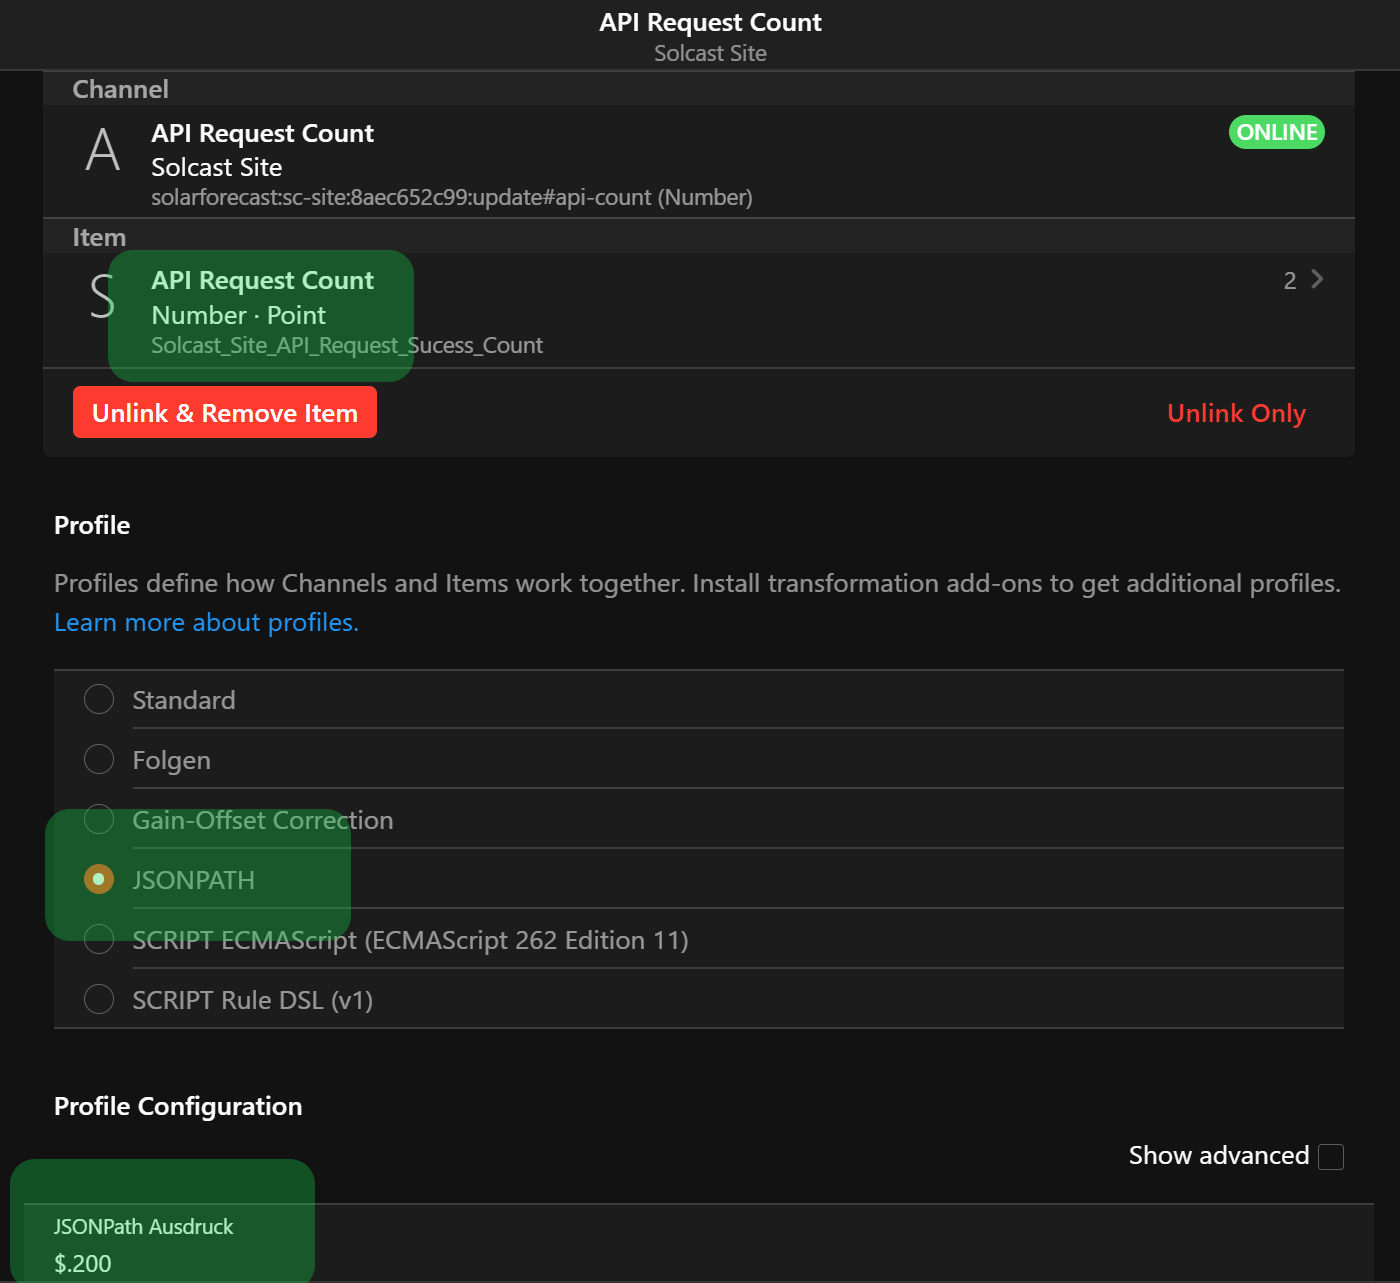 API Request Count
Solcast Site
Channel
A
API Request Count
ONLINE
Solcast Site
solarforecast:sc-site:8aec652c99:update#api-count (Number)
Item
S
API Request Count
2
Number · Point
Solcast_Site_API_Request_Sucess_Count
Unlink & Remove Item
Unlink Only
Profile
Profiles define how Channels and Items work together. Install transformation add-ons to get additional profiles.
Learn more about profiles.
Standard
Folgen
Gain-Offset Correction
JSONPATH
SCRIPT ECMAScript (ECMAScript 262 Edition 11)
SCRIPT Rule DSL (v1)
Profile Configuration
Show advanced
JSONPath Ausdruck
$.200